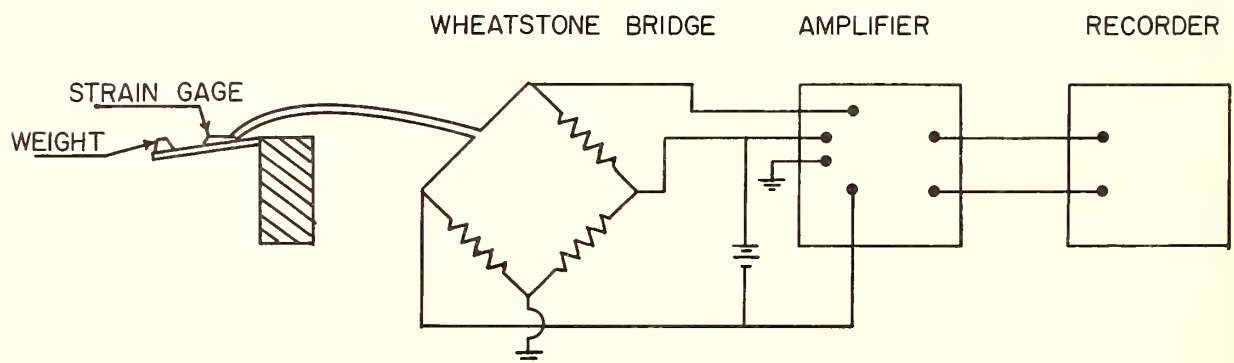 WHEATSTONE BRIDGE
AMPLIFIER
RECORDER
STRAIN GAGE
WEIGHT